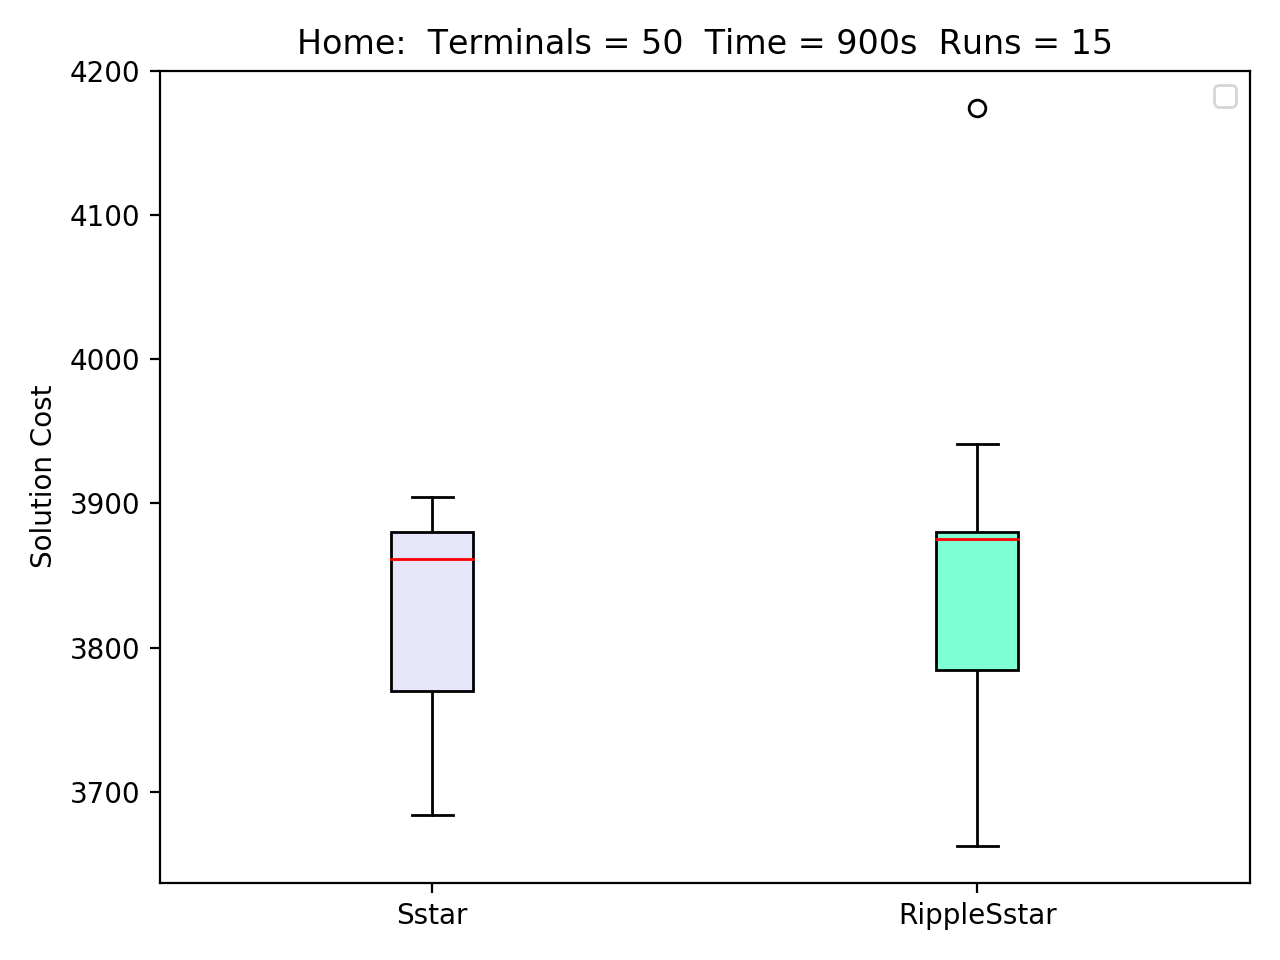 Home:  Terminals = 50  Time = 900s  Runs = 15
4200
4100
4000
3900
3800
3700
Solution Cost
Sstar
RippleSstar